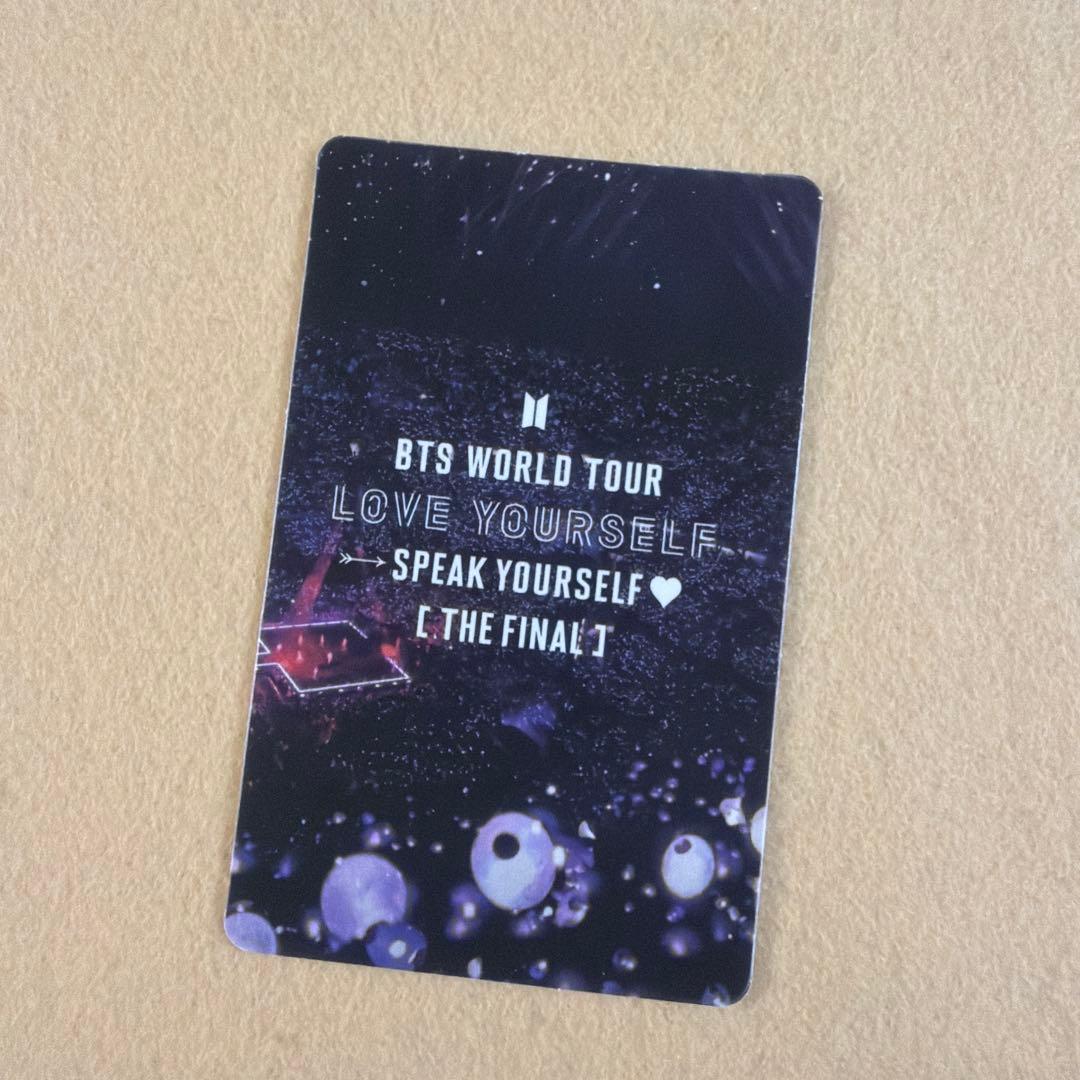 BTS WORLD TOUR
LOVE YOURSELF
SPEAK YOURSELF
[THE FINAL]